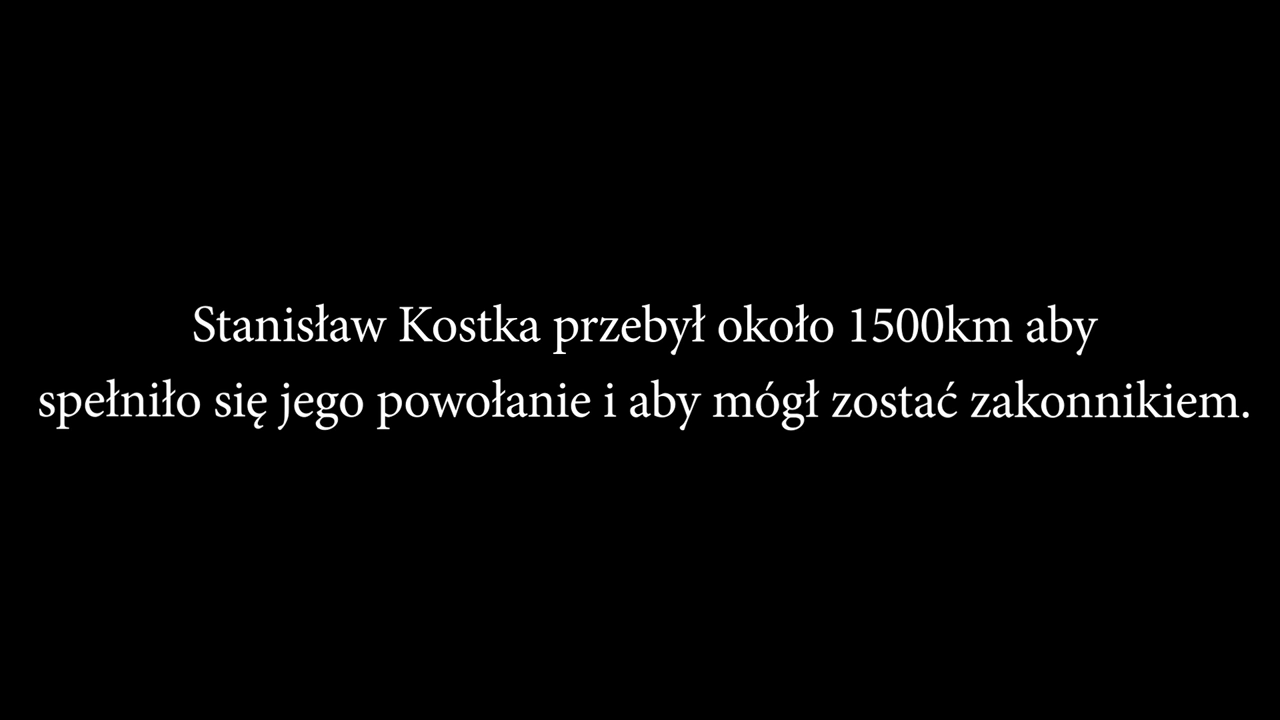 Stanisław Kostka przebył około 1500km aby
spełniło się jego powołanie i aby mógł zostać zakonnikiem.